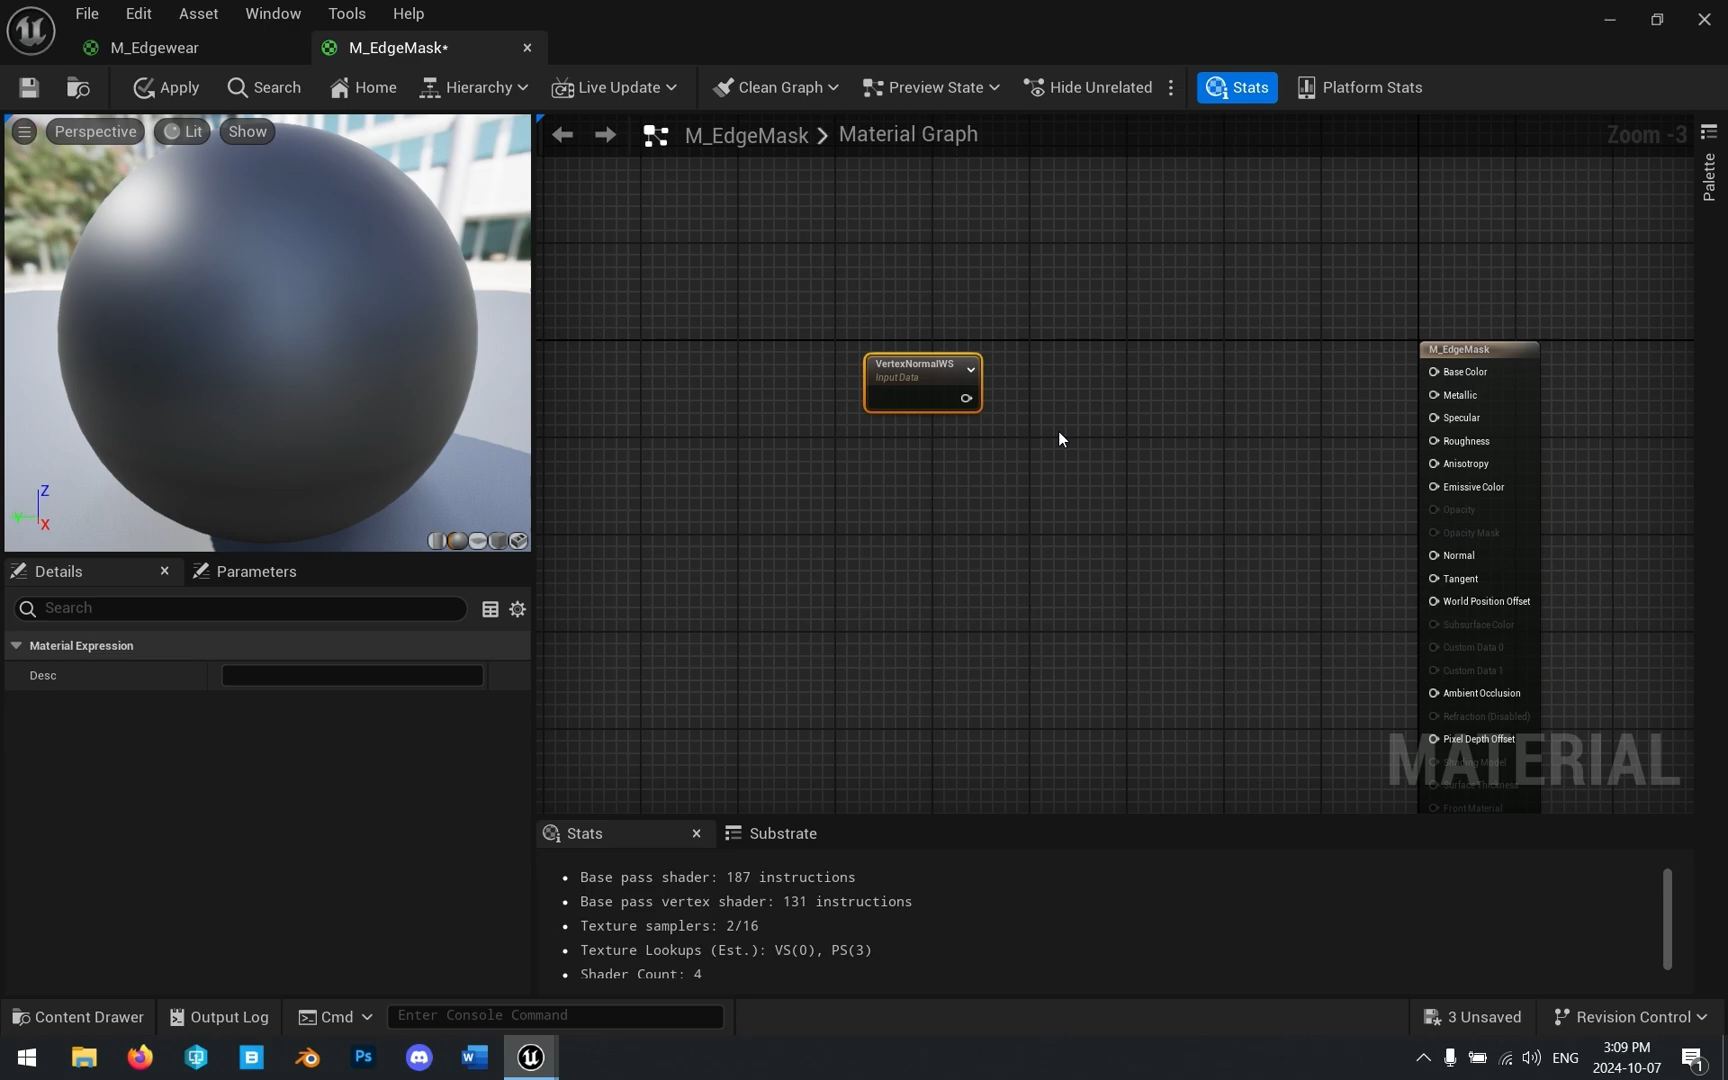 File Edit Asset Window Tools Help
M_Edgewear M_EdgeMask*
Apply Search Home Hierarchy Live Update Clean Graph Preview State Hide Unrelated Stats Platform Stats
Perspective Lit Show
M_EdgeMask Material Graph
Zoom -3
Palette
VertexNormalWS
Input Data
M_EdgeMask
Base Color
Metallic
Specular
Roughness
Anisotropy
Emissive Color
Opacity
Opacity Mask
Normal
Tangent
World Position Offset
Subsurface Color
Custom Data 0
Custom Data 1
Ambient Occlusion
Refraction (Disabled)
Pixel Depth Offset
Shading Model
Surface Thickness
Front Material
MATERIAL
Z
Y
X
Details Parameters
Search
Material Expression
Desc
Stats Substrate
Base pass shader: 187 instructions
Base pass vertex shader: 131 instructions
Texture samplers: 2/16
Texture Lookups (Est.): VS(0), PS(3)
Shader Count: 4
Content Drawer Output Log Cmd Enter Console Command 3 Unsaved Revision Control
ENG
3:09 PM
2024-10-07
1